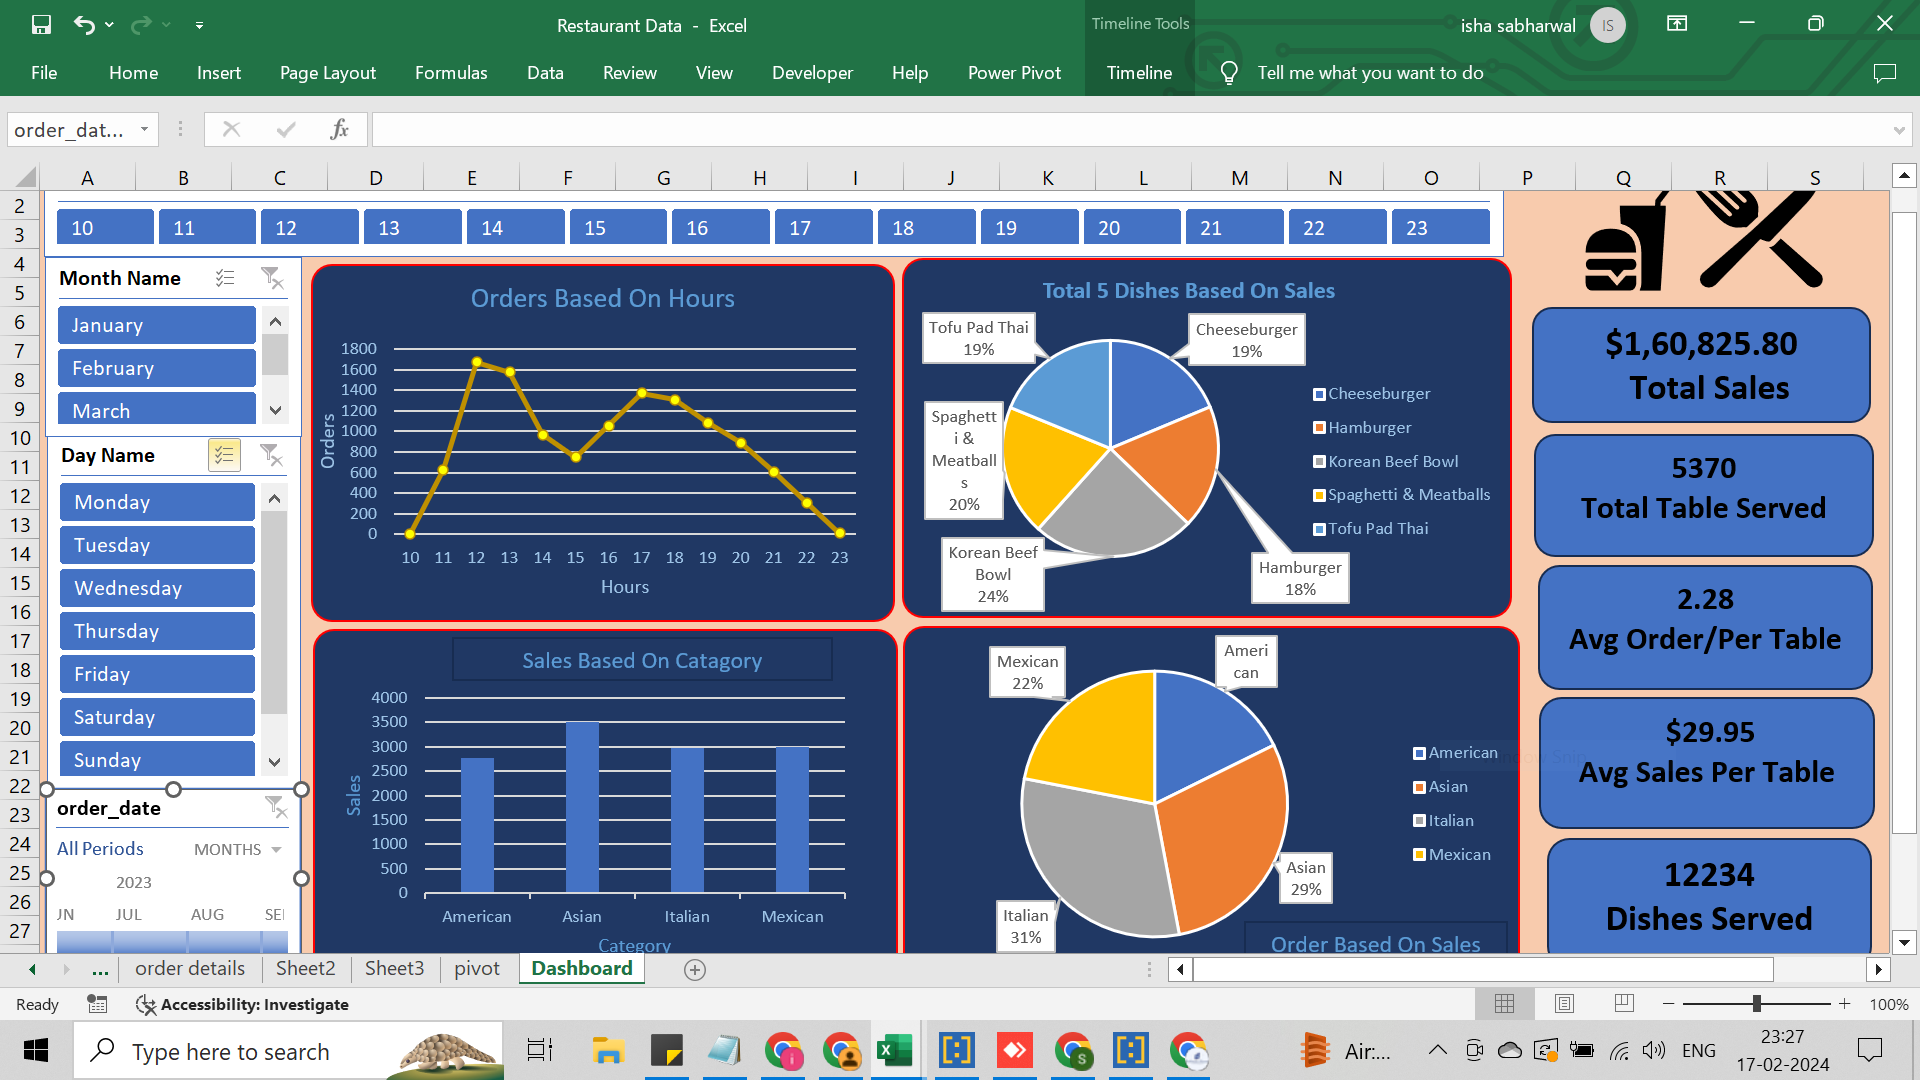 Restaurant Data - Excel
Timeline Tools
isha sabharwal
IS
File
Home
Insert
Page Layout
Formulas
Data
Review
View
Developer
Help
Power Pivot
Timeline
Tell me what you want to do
order_dat...
fx
A B C D E F G H I J K L M N O P Q R S
2
3
4
5
6
7
8
9
10
11
12
13
14
15
16
17
18
19
20
21
22
23
24
25
26
27
10 11 12 13 14 15 16 17 18 19 20 21 22 23
Month Name
January
February
March
Day Name
Monday
Tuesday
Wednesday
Thursday
Friday
Saturday
Sunday
order_date
All Periods
MONTHS
2023
JUL AUG
Orders Based On Hours
1800
1600
1400
1200
1000
800
600
400
200
0
Orders
10 11 12 13 14 15 16 17 18 19 20 21 22 23
Hours
Total 5 Dishes Based On Sales
Tofu Pad Thai
19%
Cheeseburger
19%
Spaghett
i &
Meatball
s
20%
Korean Beef
Bowl
24%
Hamburger
18%
Cheeseburger
Hamburger
Korean Beef Bowl
Spaghetti & Meatballs
Tofu Pad Thai
Sales Based On Catagory
4000
3500
3000
2500
2000
1500
1000
500
0
Sales
American Asian Italian Mexican
Category
Mexican
22%
Ameri
can
Asian
29%
Italian
31%
American
Asian
Italian
Mexican
Order Based On Sales
$1,60,825.80
Total Sales
5370
Total Table Served
2.28
Avg Order/Per Table
$29.95
Avg Sales Per Table
12234
Dishes Served
...
order details
Sheet2
Sheet3
pivot
Dashboard
Ready
Accessibility: Investigate
100%
Type here to search
Air:...
ENG
23:27
17-02-2024